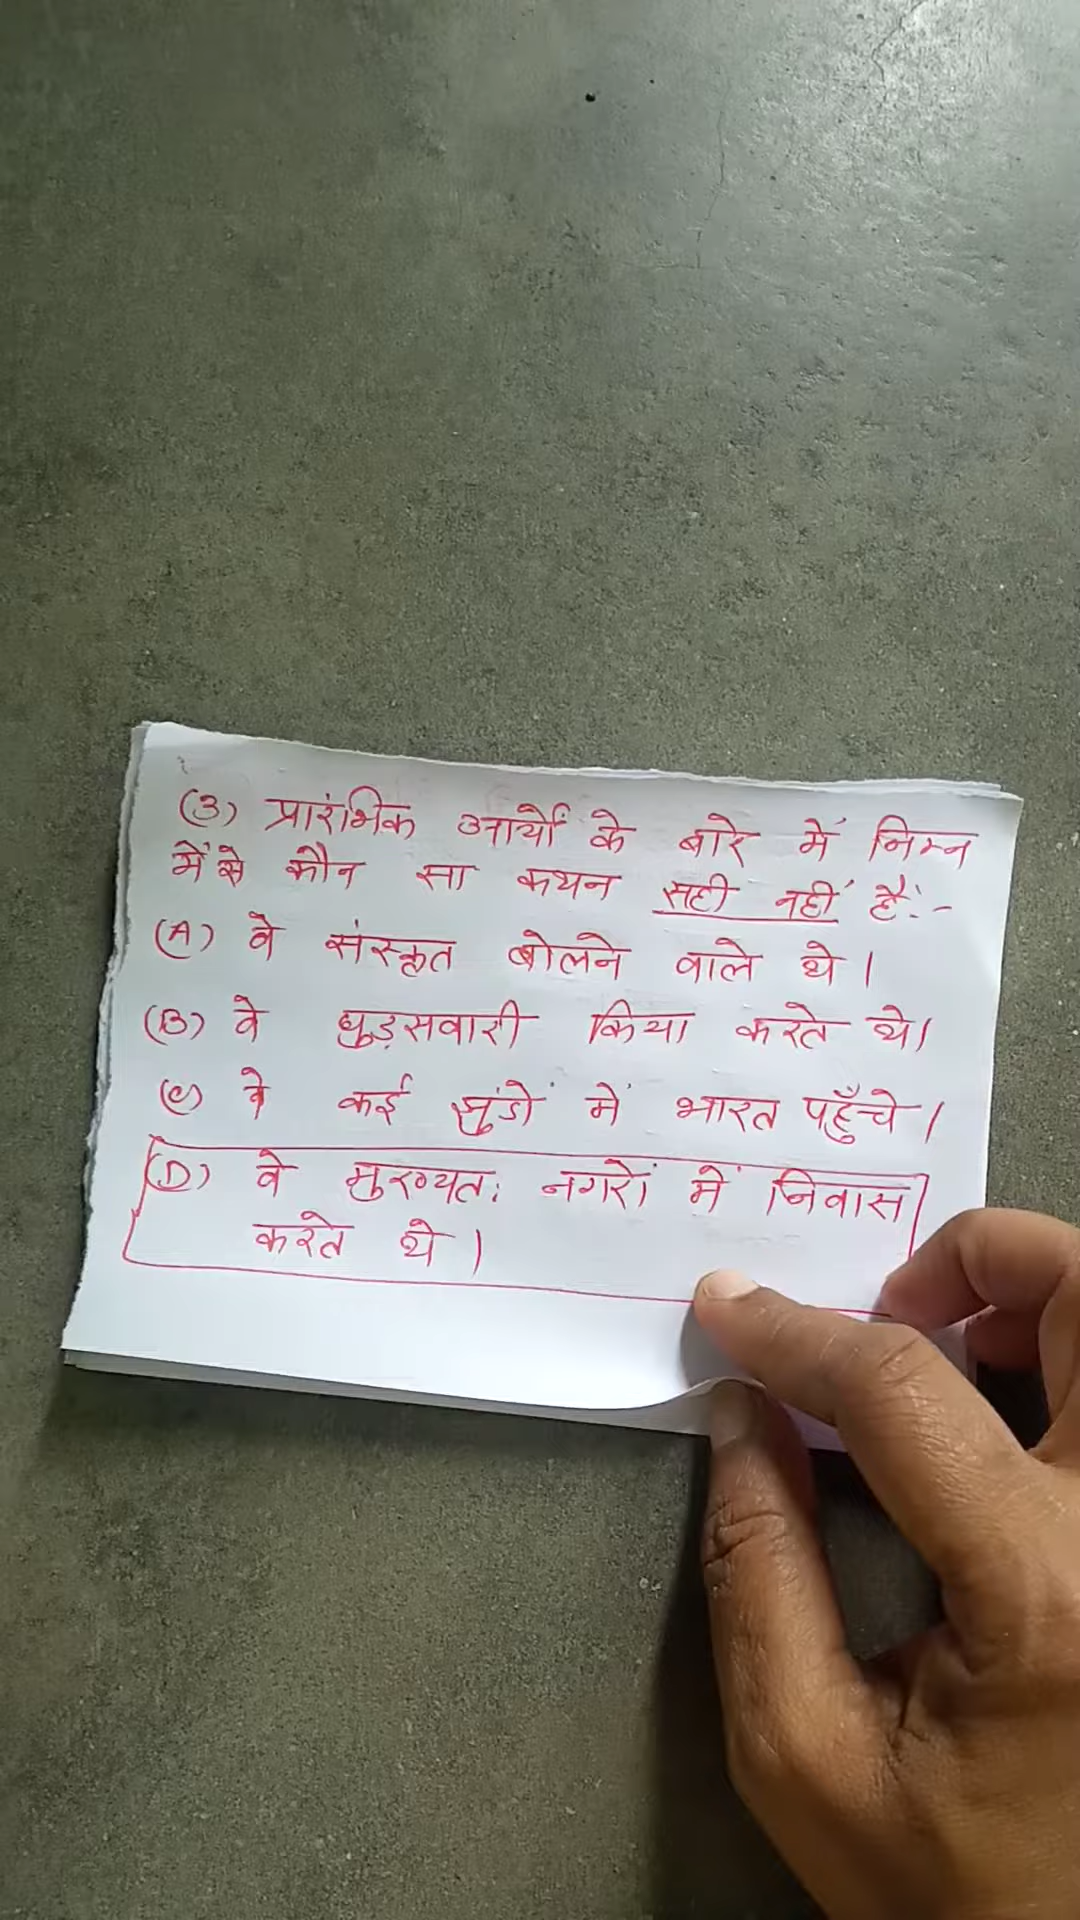 (3) प्रारंभिक आर्यों के बारे में निम्न
में से कौन सा कथन सही नहीं है:-
(A) वे संस्कृत बोलने वाले थे।
(B) वे घुड़सवारी किया करते थे।
(C) वे कई झुंडों में भारत पहुँचे।
(D) वे मुख्यत: नगरों में निवास
करते थे।